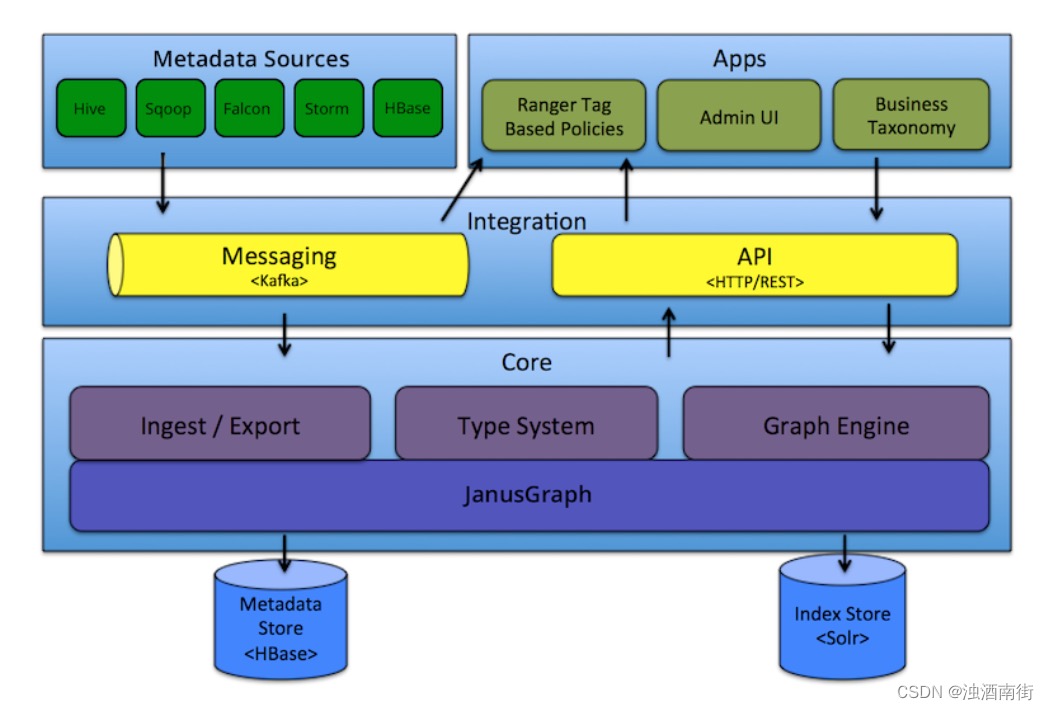 Metadata Sources
Hive
Sqoop
Falcon
Storm
HBase
Apps
Ranger Tag
Based Policies
Admin UI
Business
Taxonomy
Integration
Messaging
<Kafka>
API
<HTTP/REST>
Core
Ingest / Export
Type System
Graph Engine
JanusGraph
Metadata
Store
<HBase>
Index Store
<Solr>
CSDN @浊酒南街